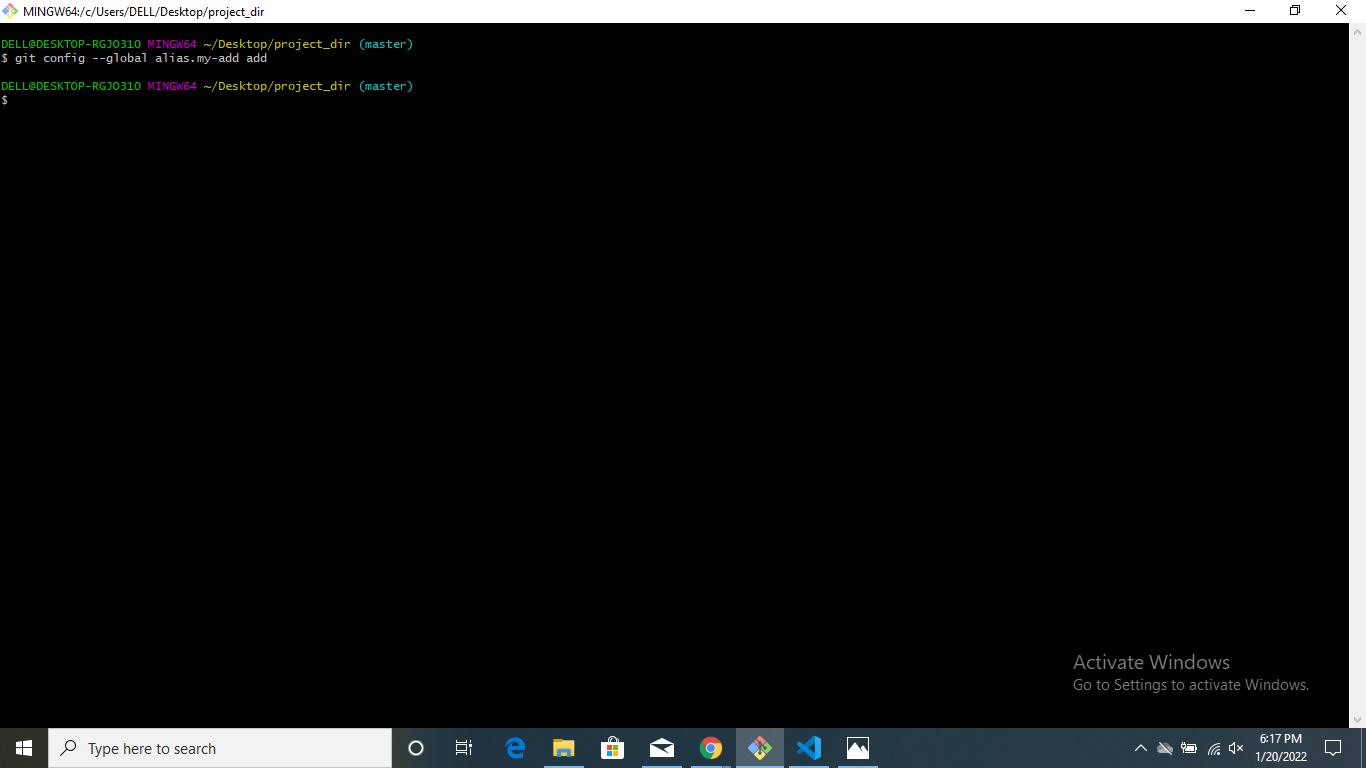 MINGW64:/c/Users/DELL/Desktop/project_dir
DELL@DESKTOP-RGJO31O MINGW64 ~/Desktop/project_dir (master)
$ git config --global alias.my-add add
DELL@DESKTOP-RGJO31O MINGW64 ~/Desktop/project_dir (master)
$
Activate Windows
Go to Settings to activate Windows.
Type here to search
6:17 PM
1/20/2022